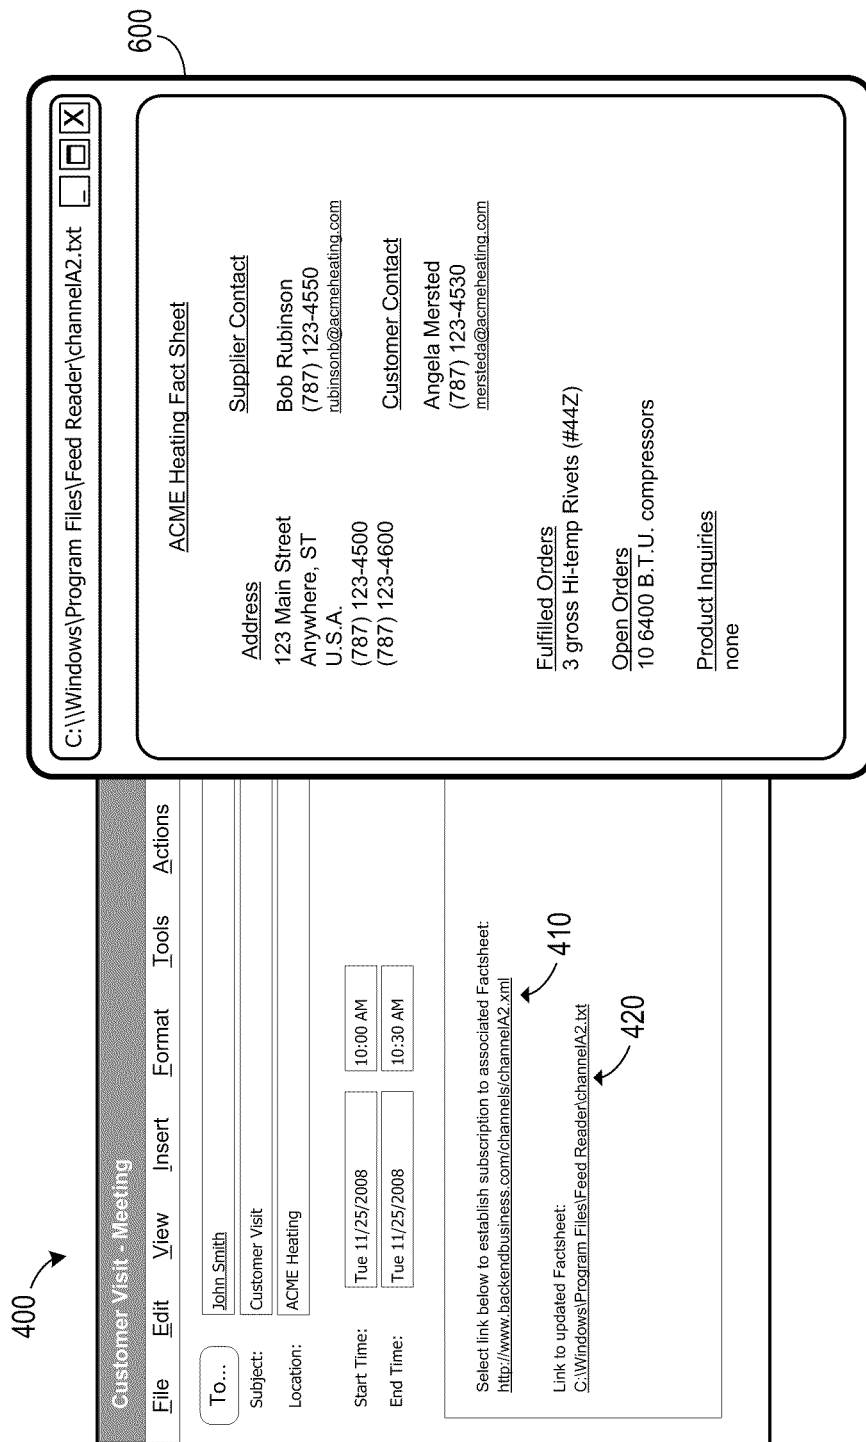 400
Customer Visit - Meeting
File Edit View Insert Format Tools Actions
To... John Smith
Subject: Customer Visit
Location: ACME Heating
Start Time: Tue 11/25/2008 10:00 AM
End Time: Tue 11/25/2008 10:30 AM
Select link below to establish subscription to associated Factsheet:
http://www.backendbusiness.com/channels/channelA2.xml
410
Link to updated Factsheet:
C:\Windows\Program Files\Feed Reader\channelA2.txt
420
600
C:\\Windows\Program Files\Feed Reader\channelA2.txt _ X
ACME Heating Fact Sheet
Address
123 Main Street
Anywhere, ST
U.S.A.
(787) 123-4500
(787) 123-4600
Supplier Contact
Bob Rubinson
(787) 123-4550
rubinsonb@acmeheating.com
Customer Contact
Angela Mersted
(787) 123-4530
mersteda@acmeheating.com
Fulfilled Orders
3 gross Hi-temp Rivets (#44Z)
Open Orders
10 6400 B.T.U. compressors
Product Inquiries
none